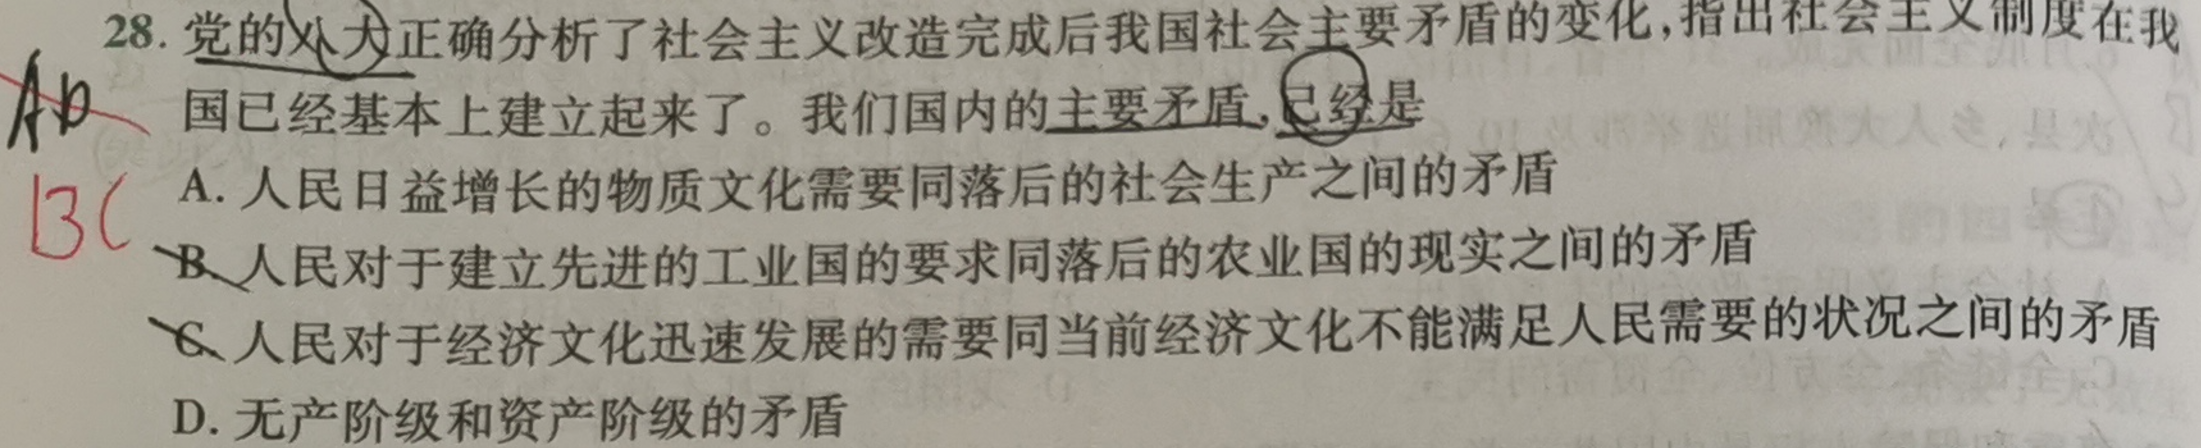 28. 党的八大正确分析了社会主义改造完成后我国社会主要矛盾的变化,指出社会主义制度在我
国已经基本上建立起来了。我们国内的主要矛盾,已经是
A. 人民日益增长的物质文化需要同落后的社会生产之间的矛盾
B. 人民对于建立先进的工业国的要求同落后的农业国的现实之间的矛盾
C. 人民对于经济文化迅速发展的需要同当前经济文化不能满足人民需要的状况之间的矛盾
D. 无产阶级和资产阶级的矛盾
AD
BC